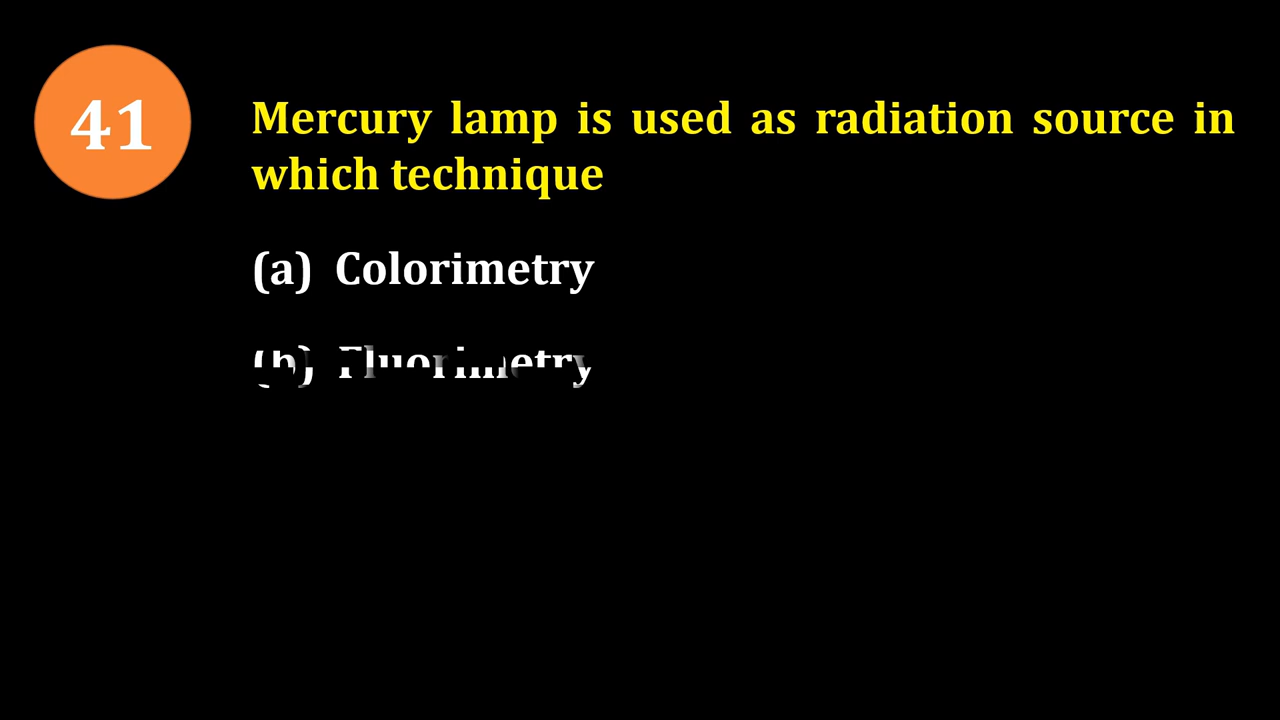 41
Mercury lamp is used as radiation source in
which technique
(a) Colorimetry
(b) Fluorimetry